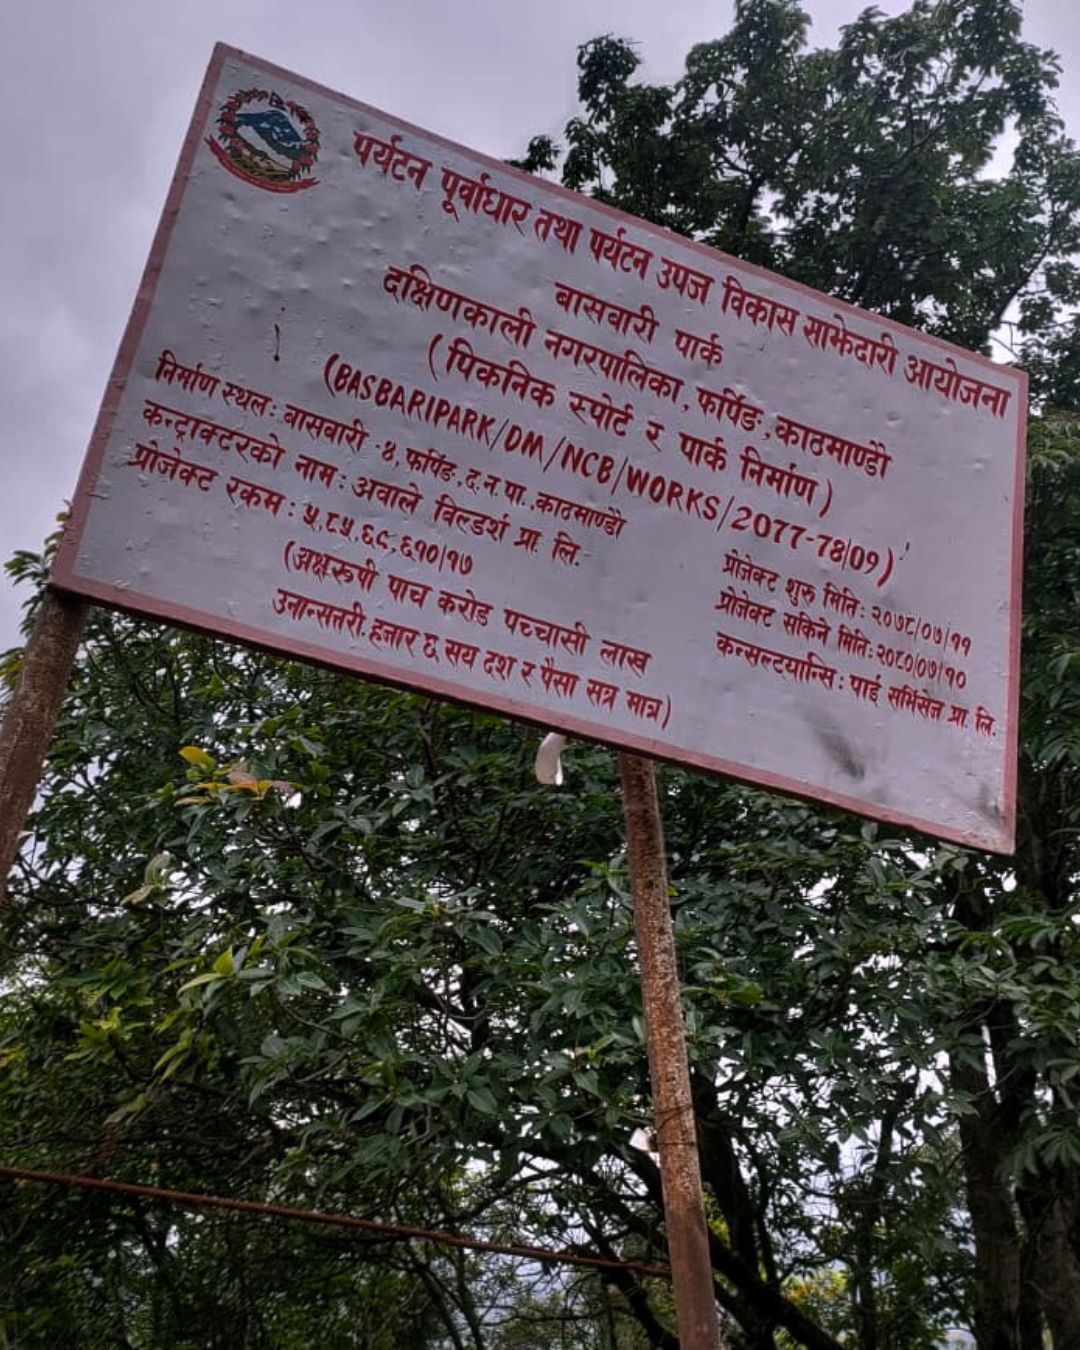 पर्यटन पूर्वाधार तथा पर्यटन उपज विकास साझेदारी आयोजना
बासबारी पार्क
दक्षिणकाली नगरपालिका, फर्पिङ, काठमाण्डौ
(पिकनिक स्पोर्ट र पार्क निर्माण)
(BASBARIPARK/DM/NCB/WORKS/2077-78/09)
निर्माण स्थल: बासबारी -४, फर्पिङ, द.न.पा. काठमाण्डौ
कन्ट्राक्टरको नाम: अवाले विल्डर्श प्रा. लि.
प्रोजेक्ट रकम: ५,८५,६९,६१०/१७
(अक्षरूपी पाच करोड पच्चासी लाख
उनान्सत्तरी हजार छ सय दश र पैसा सत्र मात्र)
प्रोजेक्ट शुरु मिति: २०७८/०७/११
प्रोजेक्ट सकिने मिति: २०८०/०७/१०
कन्सल्टयान्सि: पाई सर्भिसेज प्रा. लि.